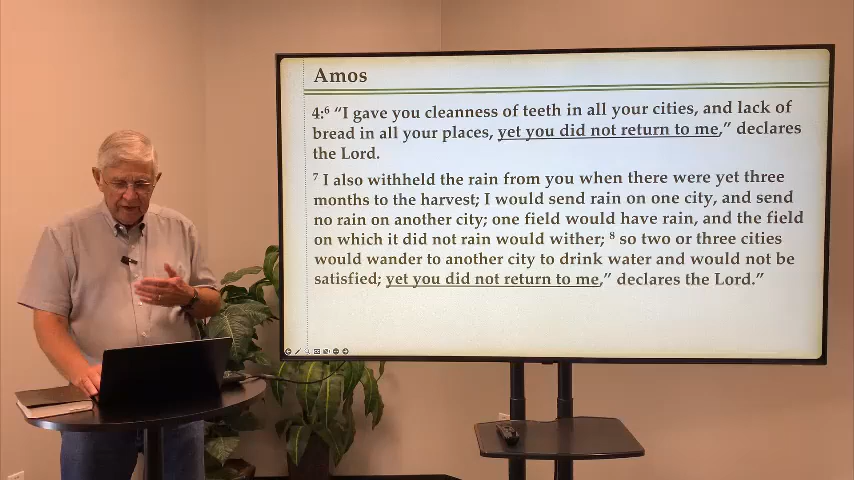 Amos
4:⁶ “I gave you cleanness of teeth in all your cities, and lack of
bread in all your places, yet you did not return to me,” declares
the Lord.
⁷ I also withheld the rain from you when there were yet three
months to the harvest; I would send rain on one city, and send
no rain on another city; one field would have rain, and the field
on which it did not rain would wither; ⁸ so two or three cities
would wander to another city to drink water and would not be
satisfied; yet you did not return to me,” declares the Lord.”